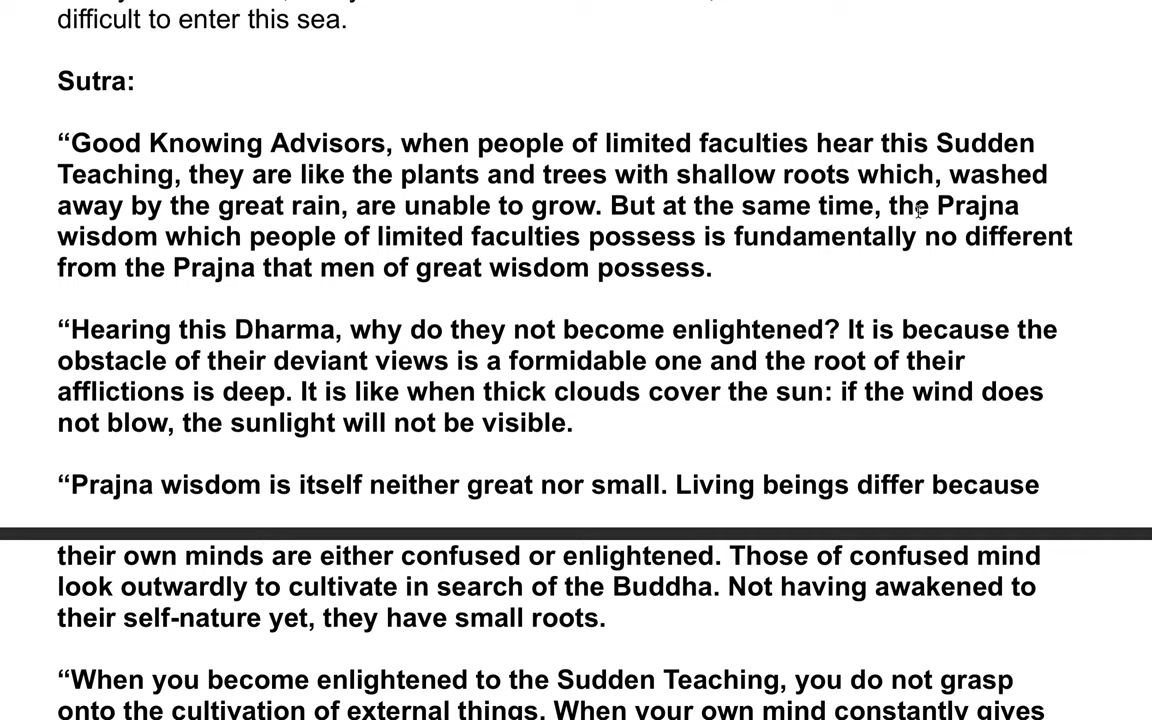 difficult to enter this sea.
Sutra:
“Good Knowing Advisors, when people of limited faculties hear this Sudden
Teaching, they are like the plants and trees with shallow roots which, washed
away by the great rain, are unable to grow. But at the same time, the Prajna
wisdom which people of limited faculties possess is fundamentally no different
from the Prajna that men of great wisdom possess.
“Hearing this Dharma, why do they not become enlightened? It is because the
obstacle of their deviant views is a formidable one and the root of their
afflictions is deep. It is like when thick clouds cover the sun: if the wind does
not blow, the sunlight will not be visible.
“Prajna wisdom is itself neither great nor small. Living beings differ because
their own minds are either confused or enlightened. Those of confused mind
look outwardly to cultivate in search of the Buddha. Not having awakened to
their self-nature yet, they have small roots.
“When you become enlightened to the Sudden Teaching, you do not grasp
onto the cultivation of external things. When your own mind constantly gives